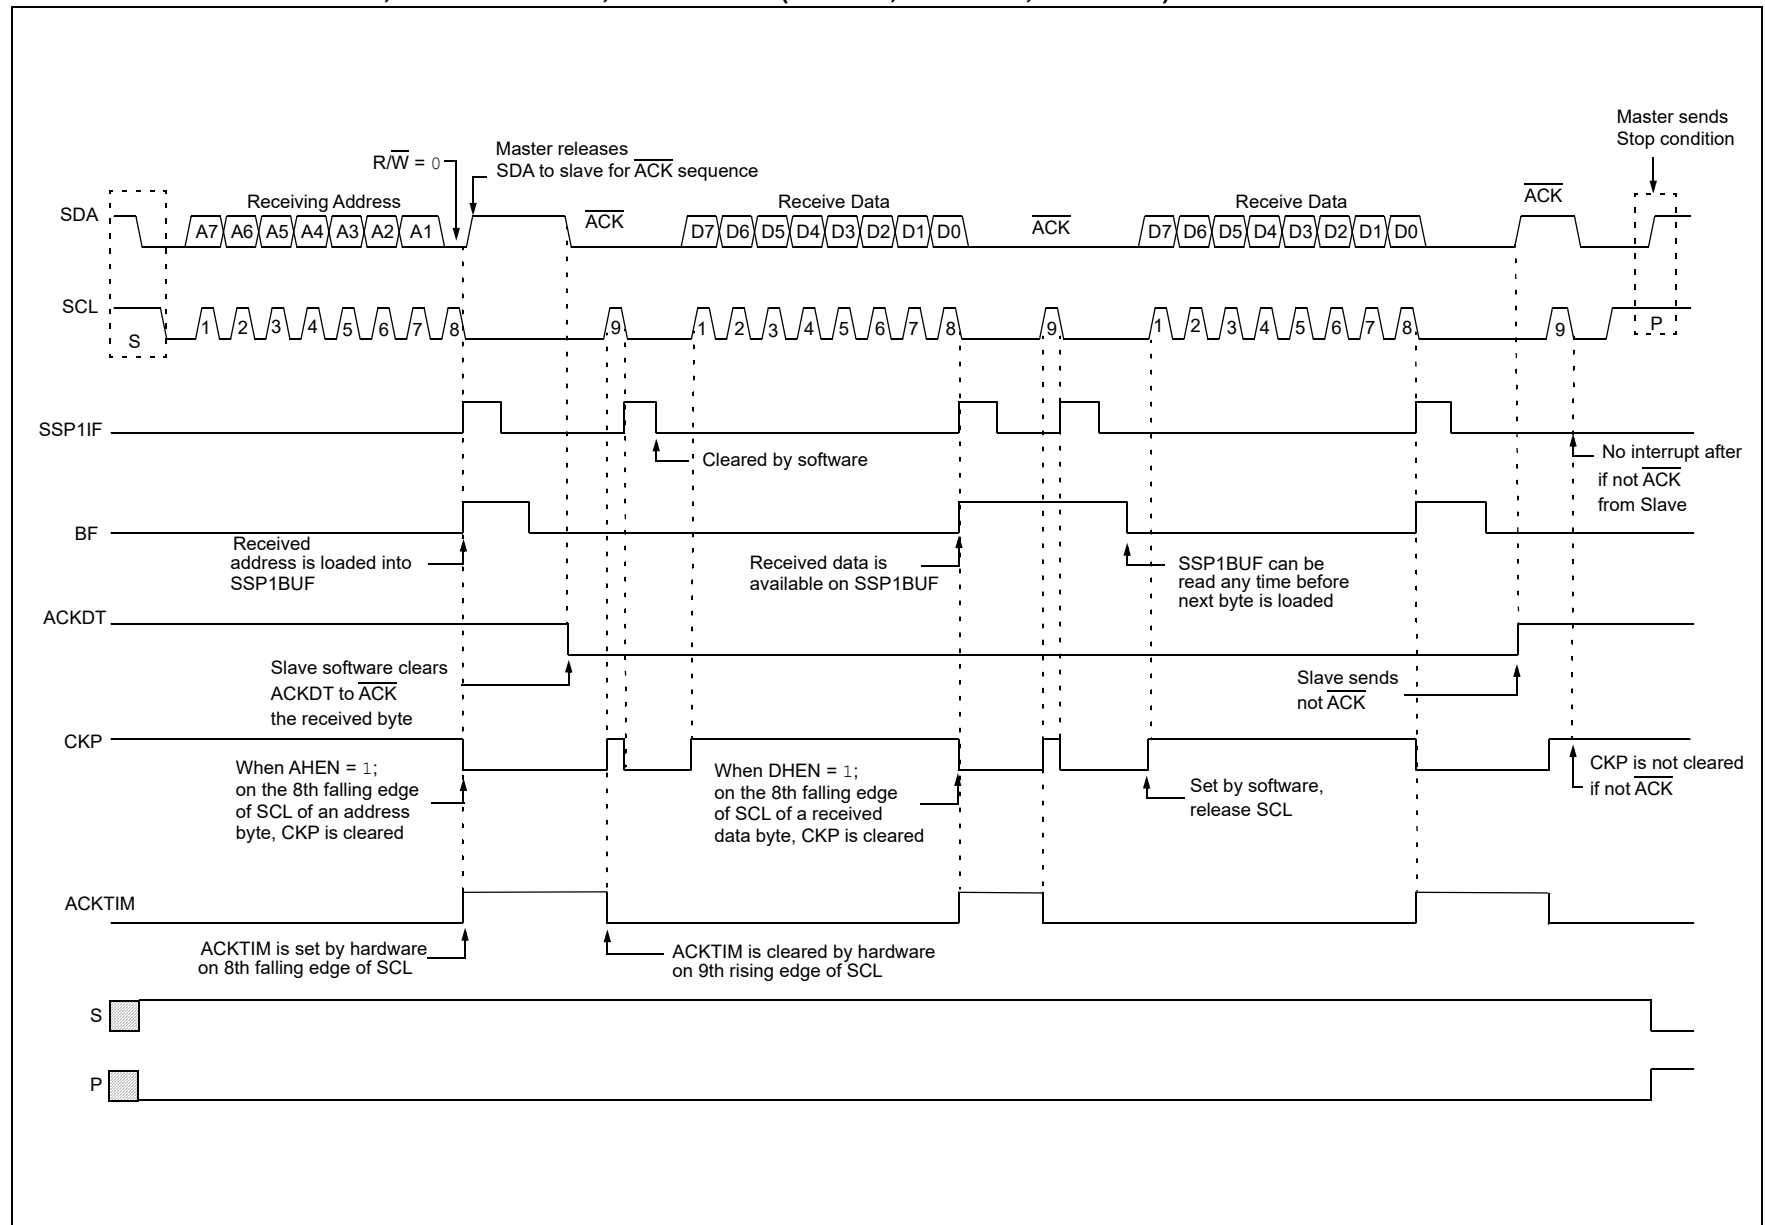 Master sends
Stop condition
R/W = 0
Master releases
SDA to slave for ACK sequence
SDA
Receiving Address
ACK
Receive Data
ACK
Receive Data
ACK
A7 A6 A5 A4 A3 A2 A1
D7 D6 D5 D4 D3 D2 D1 D0
D7 D6 D5 D4 D3 D2 D1 D0
SCL
S
1 2 3 4 5 6 7 8 9
1 2 3 4 5 6 7 8 9
1 2 3 4 5 6 7 8 9
P
SSP1IF
Cleared by software
No interrupt after
if not ACK
from Slave
BF
Received
address is loaded into
SSP1BUF
Received data is
available on SSP1BUF
SSP1BUF can be
read any time before
next byte is loaded
ACKDT
Slave software clears
ACKDT to ACK
the received byte
Slave sends
not ACK
CKP
When AHEN = 1;
on the 8th falling edge
of SCL of an address
byte, CKP is cleared
When DHEN = 1;
on the 8th falling edge
of SCL of a received
data byte, CKP is cleared
Set by software,
release SCL
CKP is not cleared
if not ACK
ACKTIM
ACKTIM is set by hardware
on 8th falling edge of SCL
ACKTIM is cleared by hardware
on 9th rising edge of SCL
S
P